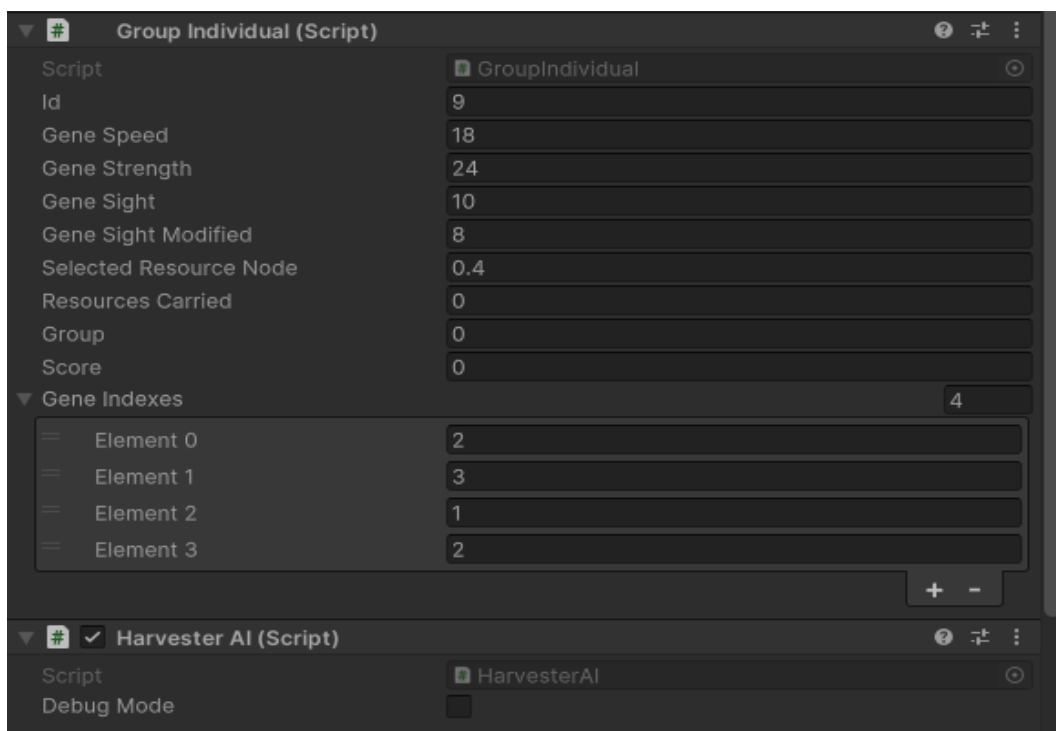 Group Individual (Script)
Script GroupIndividual
Id 9
Gene Speed 18
Gene Strength 24
Gene Sight 10
Gene Sight Modified 8
Selected Resource Node 0.4
Resources Carried 0
Group 0
Score 0
Gene Indexes 4
Element 0 2
Element 1 3
Element 2 1
Element 3 2
+ -
Harvester AI (Script)
Script HarvesterAI
Debug Mode